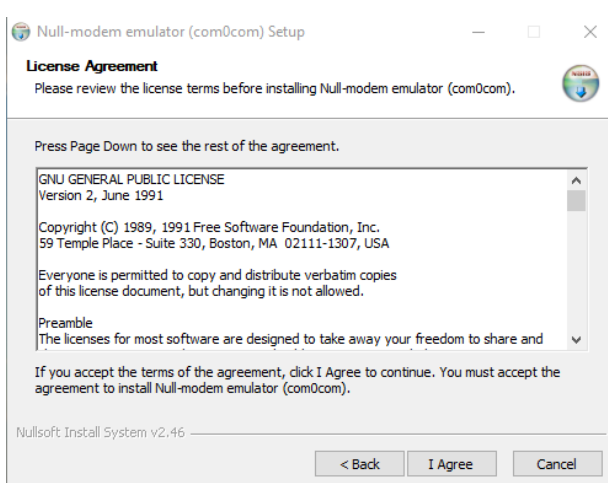 Null-modem emulator (com0com) Setup
License Agreement
Please review the license terms before installing Null-modem emulator (com0com).
Press Page Down to see the rest of the agreement.
GNU GENERAL PUBLIC LICENSE
Version 2, June 1991
Copyright (C) 1989, 1991 Free Software Foundation, Inc.
59 Temple Place - Suite 330, Boston, MA  02111-1307, USA
Everyone is permitted to copy and distribute verbatim copies
of this license document, but changing it is not allowed.
Preamble
The licenses for most software are designed to take away your freedom to share and
If you accept the terms of the agreement, click I Agree to continue. You must accept the
agreement to install Null-modem emulator (com0com).
Nullsoft Install System v2.46
< Back
I Agree
Cancel